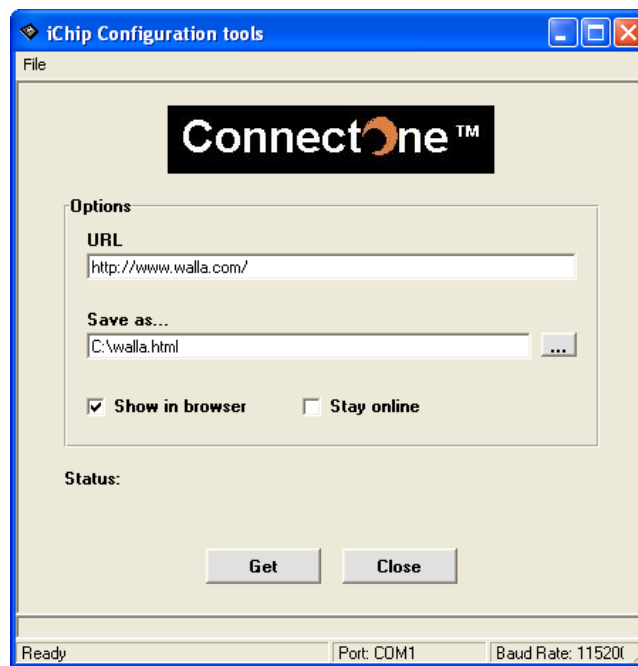 iChip Configuration tools
File
Connect One™
Options
URL
http://www.walla.com/
Save as...
C:\walla.html
...
Show in browser Stay online
Status:
Get Close
Ready Port: COM1 Baud Rate: 11520(